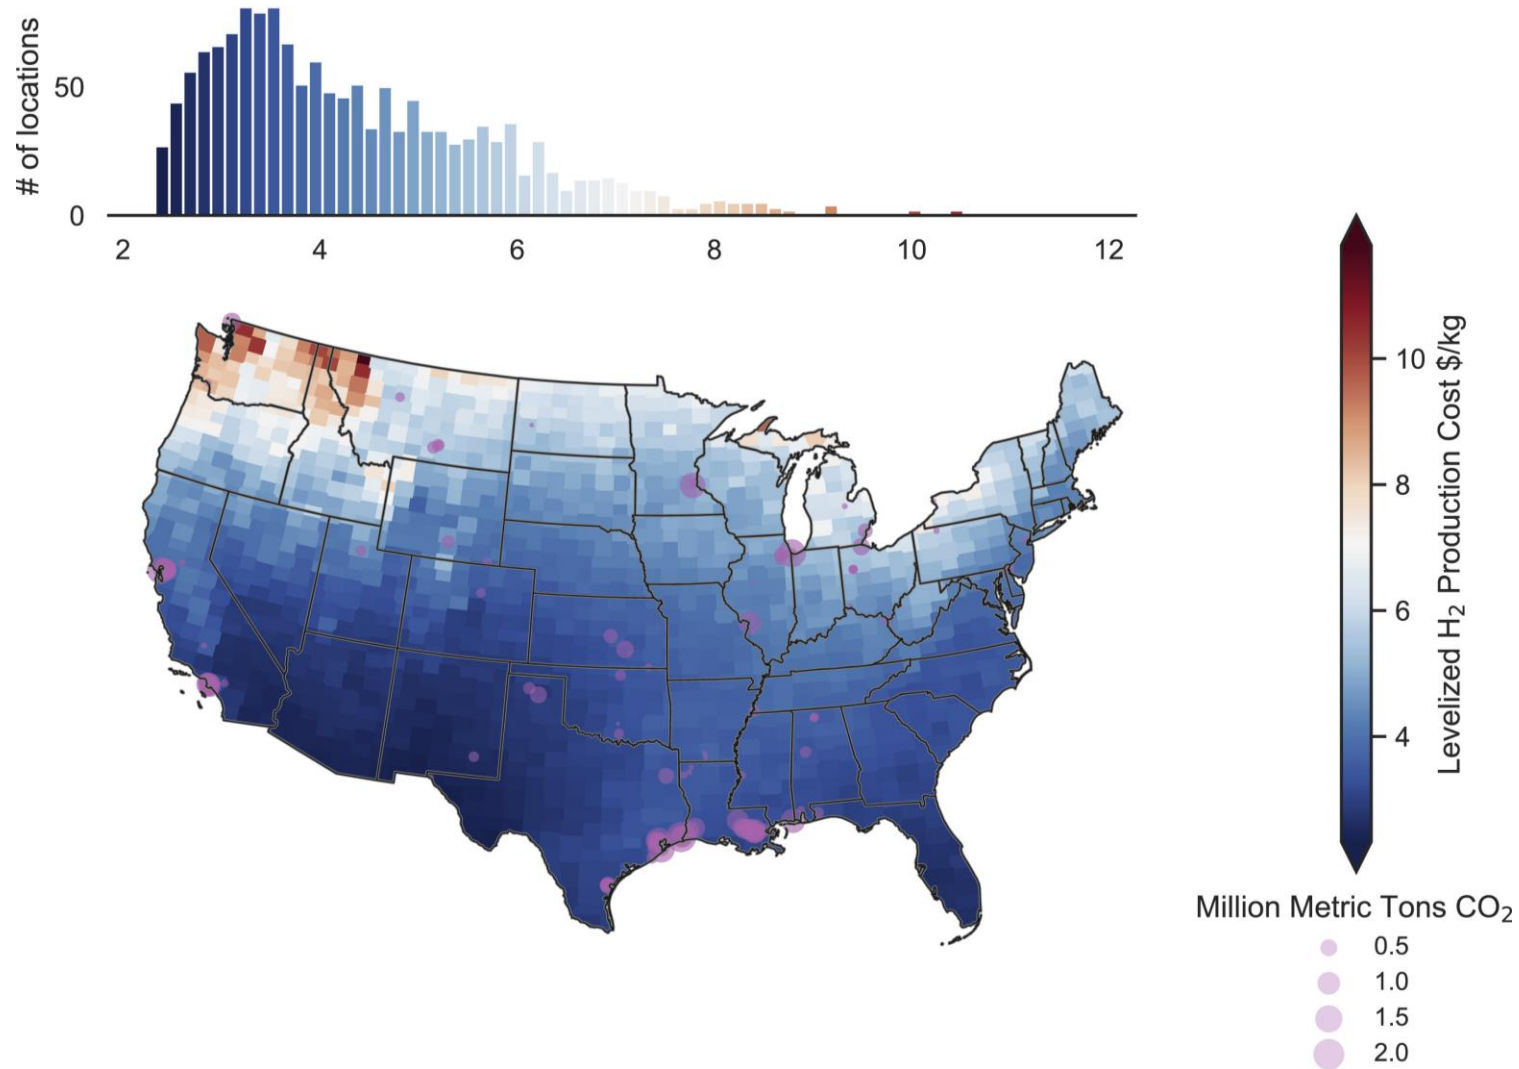 # of locations
50
0
2 4 6 8 10 12
10
8
6
4
Levelized H₂ Production Cost $/kg
Million Metric Tons CO₂
0.5
1.0
1.5
2.0